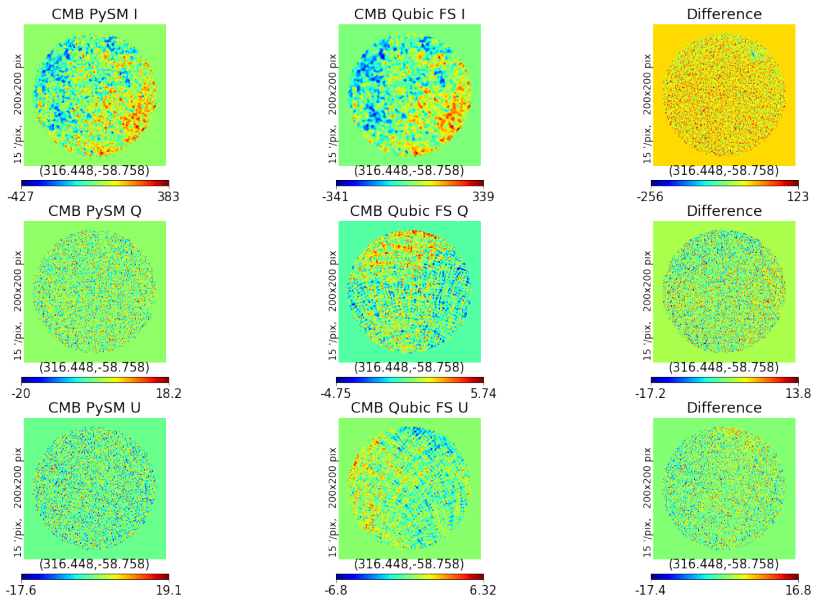 CMB PySM I
CMB Qubic FS I
Difference
15 '/pix, 200x200 pix
15 '/pix, 200x200 pix
15 '/pix, 200x200 pix
(316.448,-58.758)
(316.448,-58.758)
(316.448,-58.758)
-427 383
-341 339
-256 123
CMB PySM Q
CMB Qubic FS Q
Difference
15 '/pix, 200x200 pix
15 '/pix, 200x200 pix
15 '/pix, 200x200 pix
(316.448,-58.758)
(316.448,-58.758)
(316.448,-58.758)
-20 18.2
-4.75 5.74
-17.2 13.8
CMB PySM U
CMB Qubic FS U
Difference
15 '/pix, 200x200 pix
15 '/pix, 200x200 pix
15 '/pix, 200x200 pix
(316.448,-58.758)
(316.448,-58.758)
(316.448,-58.758)
-17.6 19.1
-6.8 6.32
-17.4 16.8